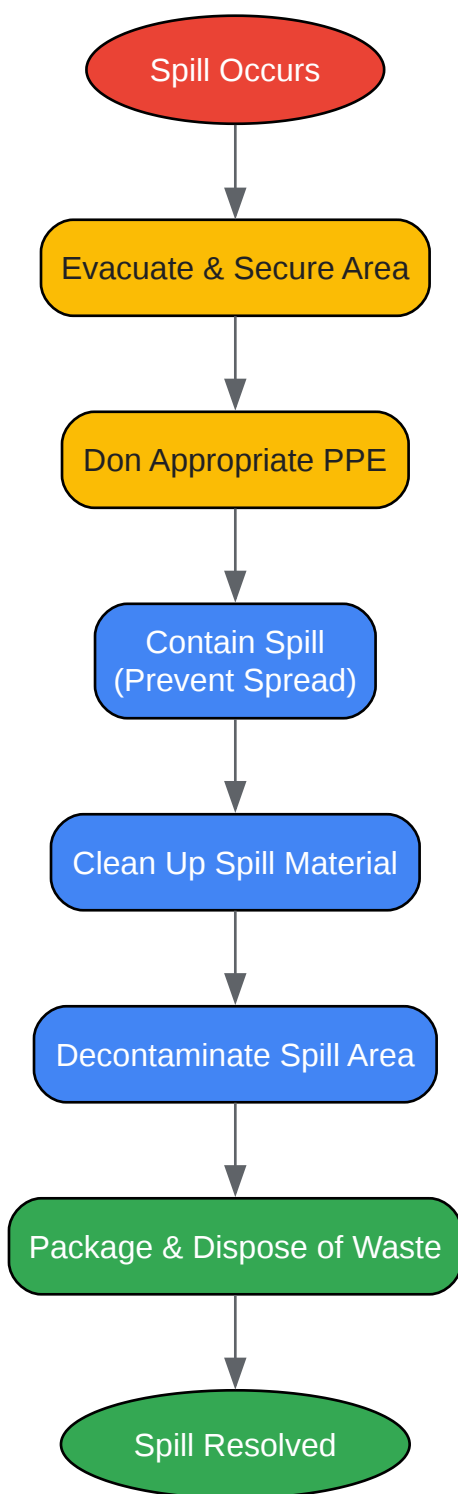 Spill Occurs
Evacuate & Secure Area
Don Appropriate PPE
Contain Spill
(Prevent Spread)
Clean Up Spill Material
Decontaminate Spill Area
Package & Dispose of Waste
Spill Resolved